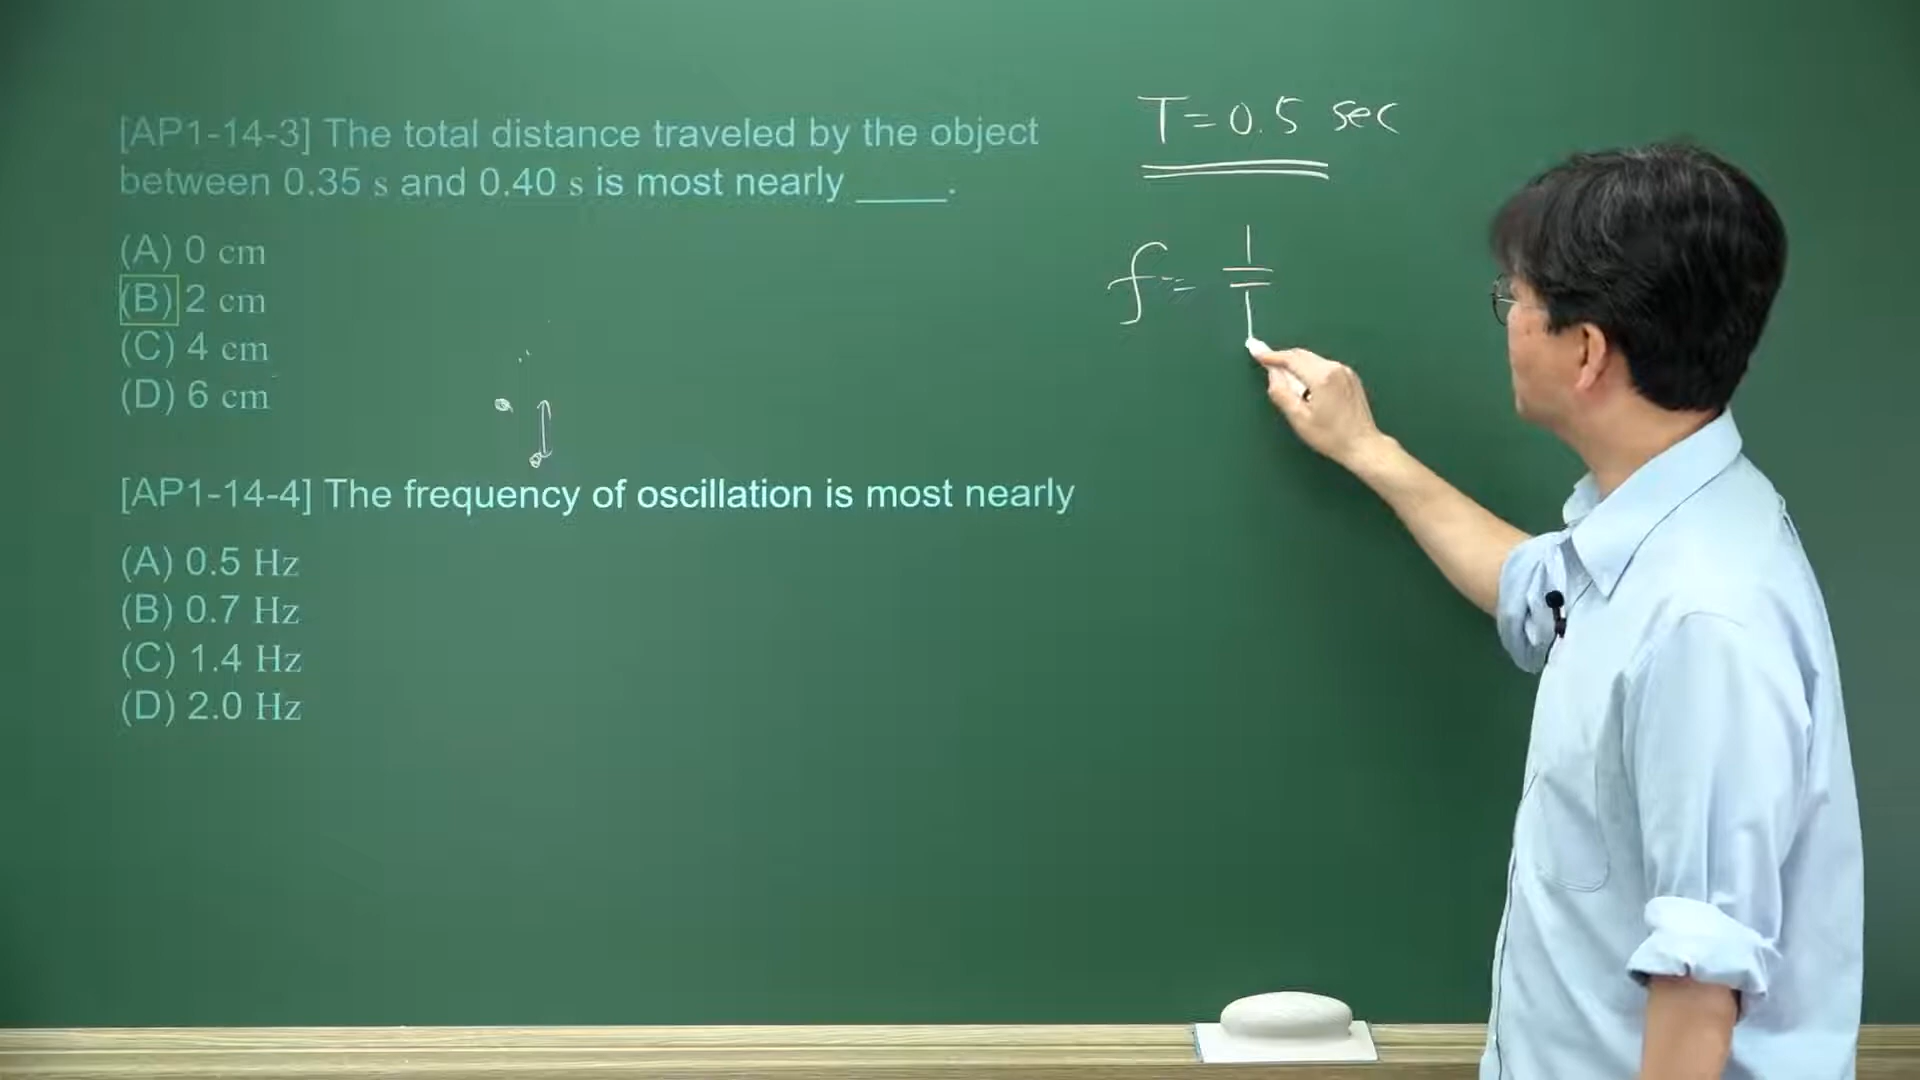 [AP1-14-3] The total distance traveled by the object
between 0.35 s and 0.40 s is most nearly ____.
(A) 0 cm
(B) 2 cm
(C) 4 cm
(D) 6 cm
[AP1-14-4] The frequency of oscillation is most nearly
(A) 0.5 Hz
(B) 0.7 Hz
(C) 1.4 Hz
(D) 2.0 Hz
T = 0.5 sec
f = 1